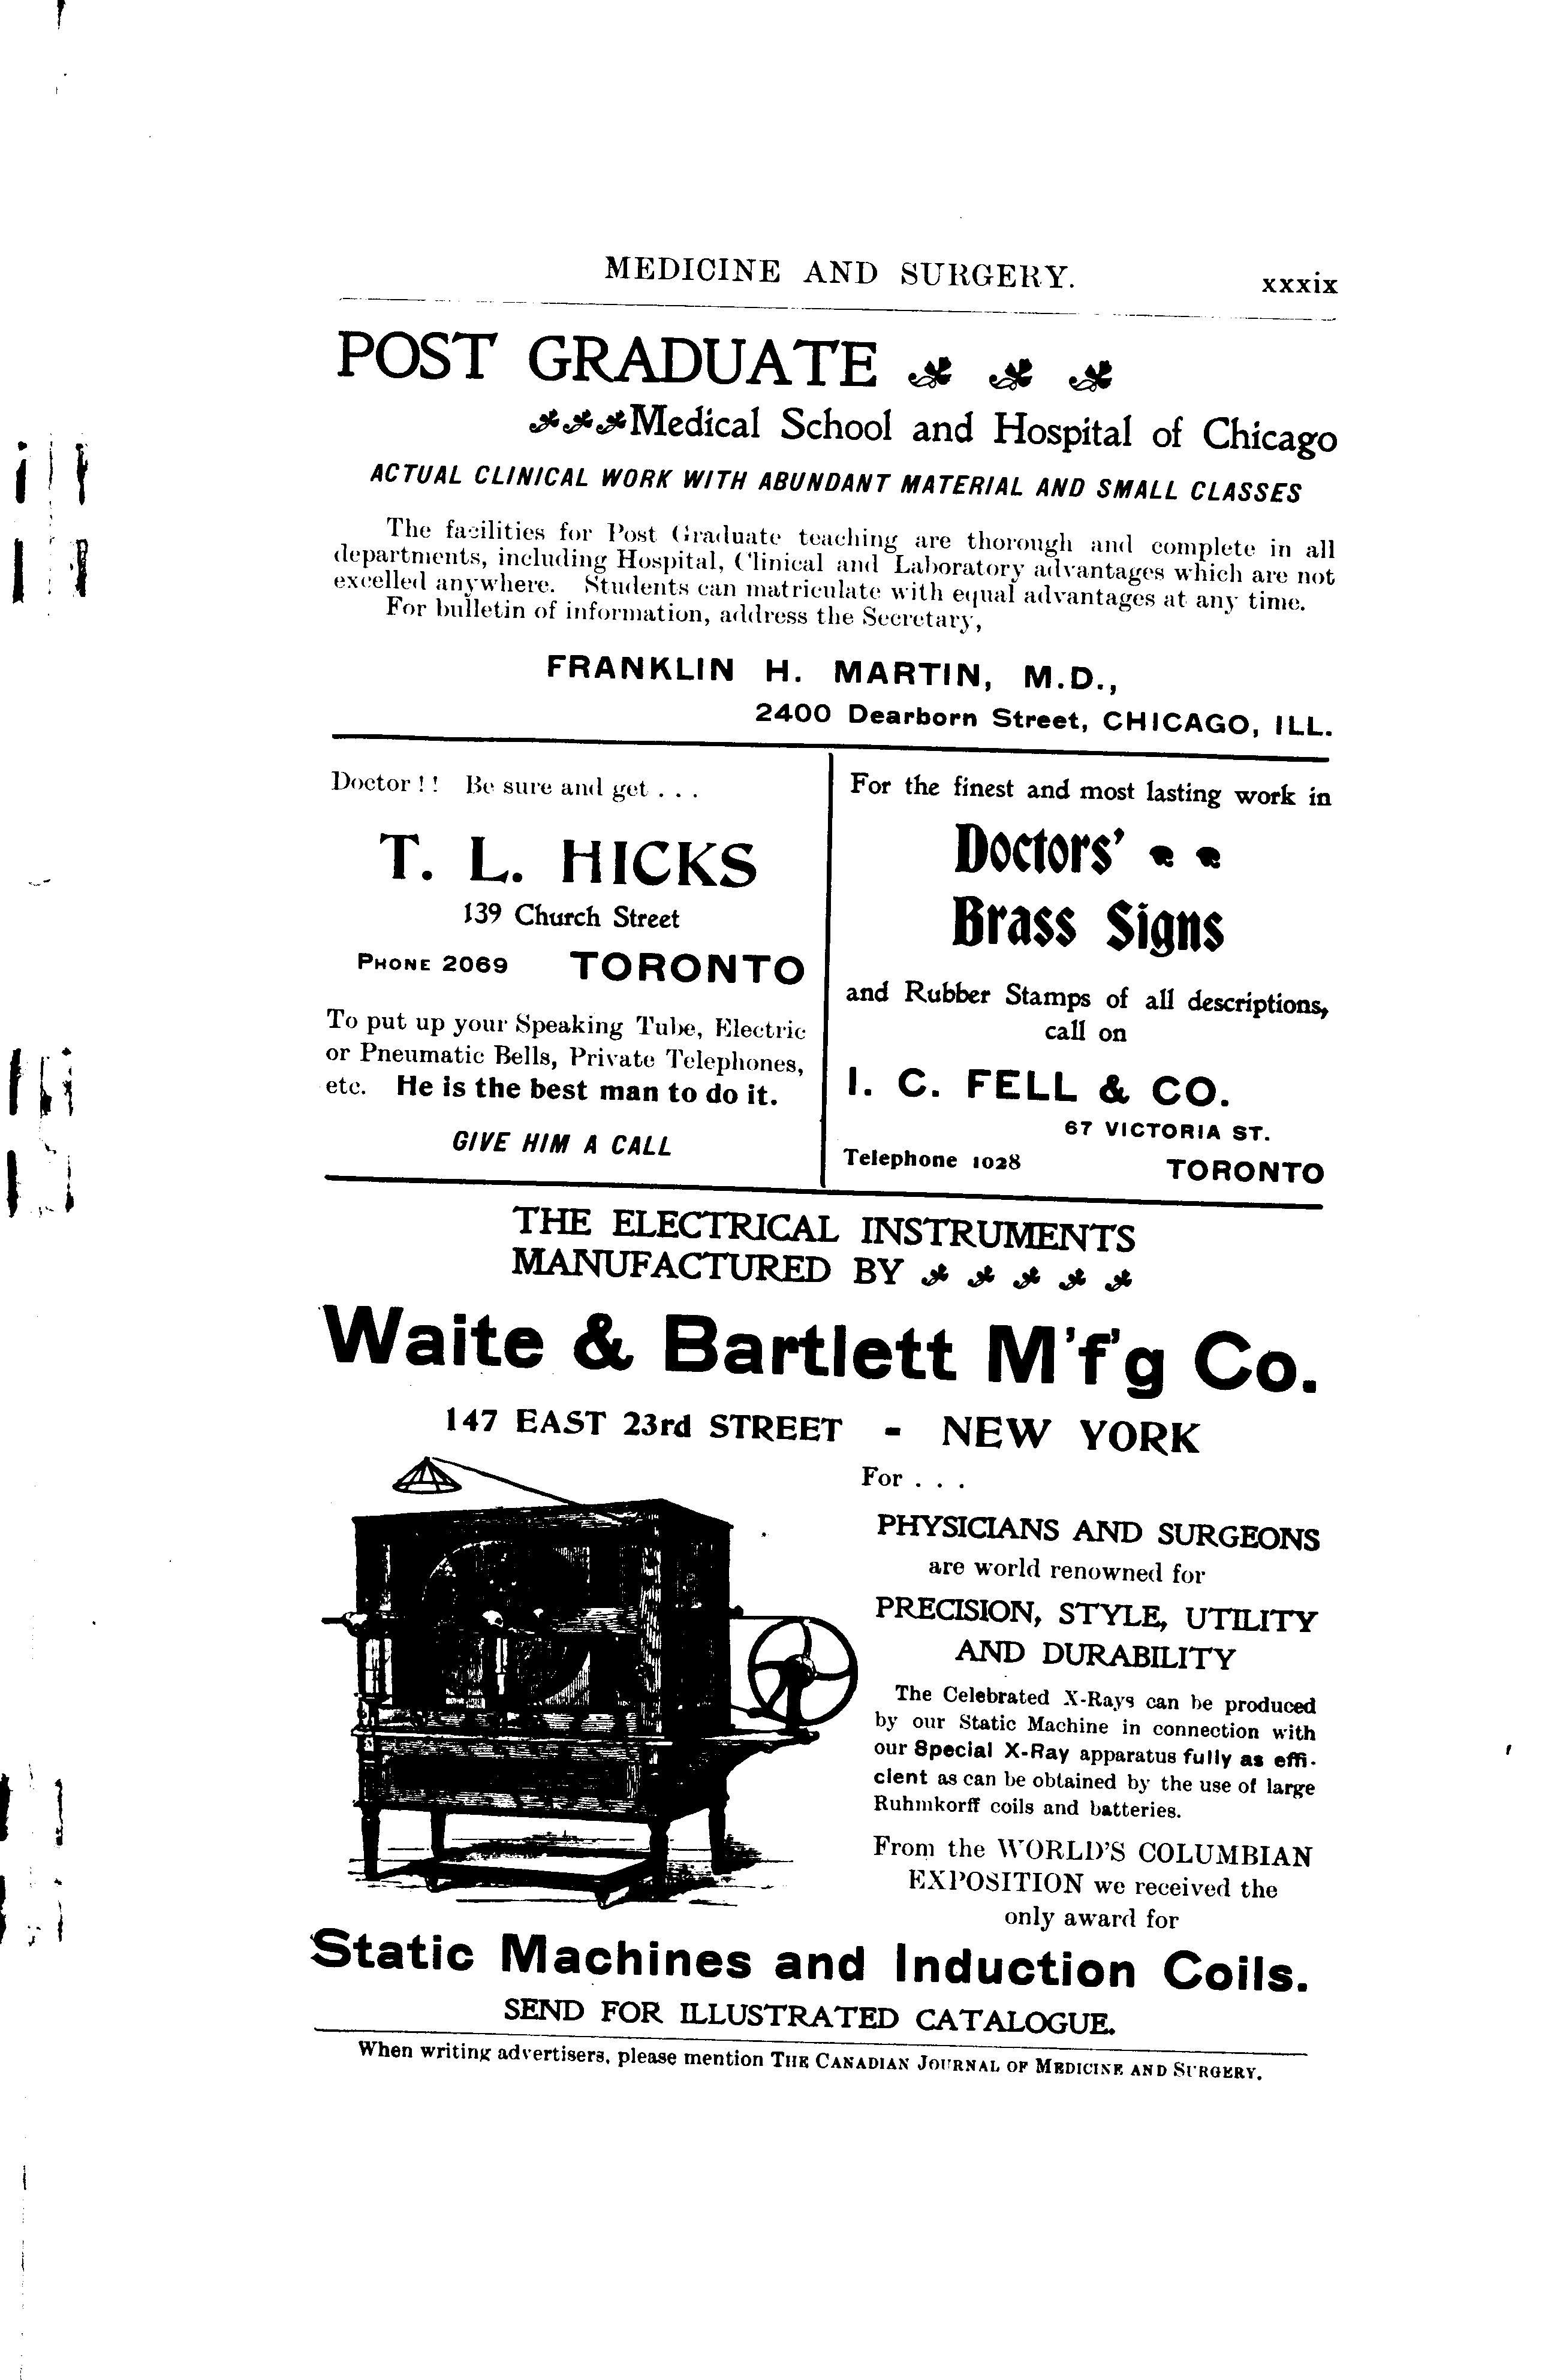 MEDICINE AND SURGERY. xxxix
POST GRADUATE
Medical School and Hospital of Chicago
ACTUAL CLINICAL WORK WITH ABUNDANT MATERIAL AND SMALL CLASSES
The facilities for Post Graduate teaching are thorough and complete in all
departments, including Hospital, Clinical and Laboratory advantages which are not
excelled anywhere. Students can matriculate with equal advantages at any time.
For bulletin of information, address the Secretary,
FRANKLIN H. MARTIN, M.D.,
2400 Dearborn Street, CHICAGO, ILL.
Doctor!! Be sure and get . . .
T. L. HICKS
139 Church Street
PHONE 2069 TORONTO
To put up your Speaking Tube, Electric
or Pneumatic Bells, Private Telephones,
etc. He is the best man to do it.
GIVE HIM A CALL
For the finest and most lasting work in
Doctors'
Brass Signs
and Rubber Stamps of all descriptions,
call on
I. C. FELL & CO.
67 VICTORIA ST.
Telephone 1028 TORONTO
THE ELECTRICAL INSTRUMENTS
MANUFACTURED BY
Waite & Bartlett M'f'g Co.
147 EAST 23rd STREET - NEW YORK
For . . .
PHYSICIANS AND SURGEONS
are world renowned for
PRECISION, STYLE, UTILITY
AND DURABILITY
The Celebrated X-Rays can be produced
by our Static Machine in connection with
our Special X-Ray apparatus fully as effi-
cient as can be obtained by the use of large
Ruhmkorff coils and batteries.
From the WORLD'S COLUMBIAN
EXPOSITION we received the
only award for
Static Machines and Induction Coils.
SEND FOR ILLUSTRATED CATALOGUE.
When writing advertisers, please mention THE CANADIAN JOURNAL OF MEDICINE AND SURGERY.